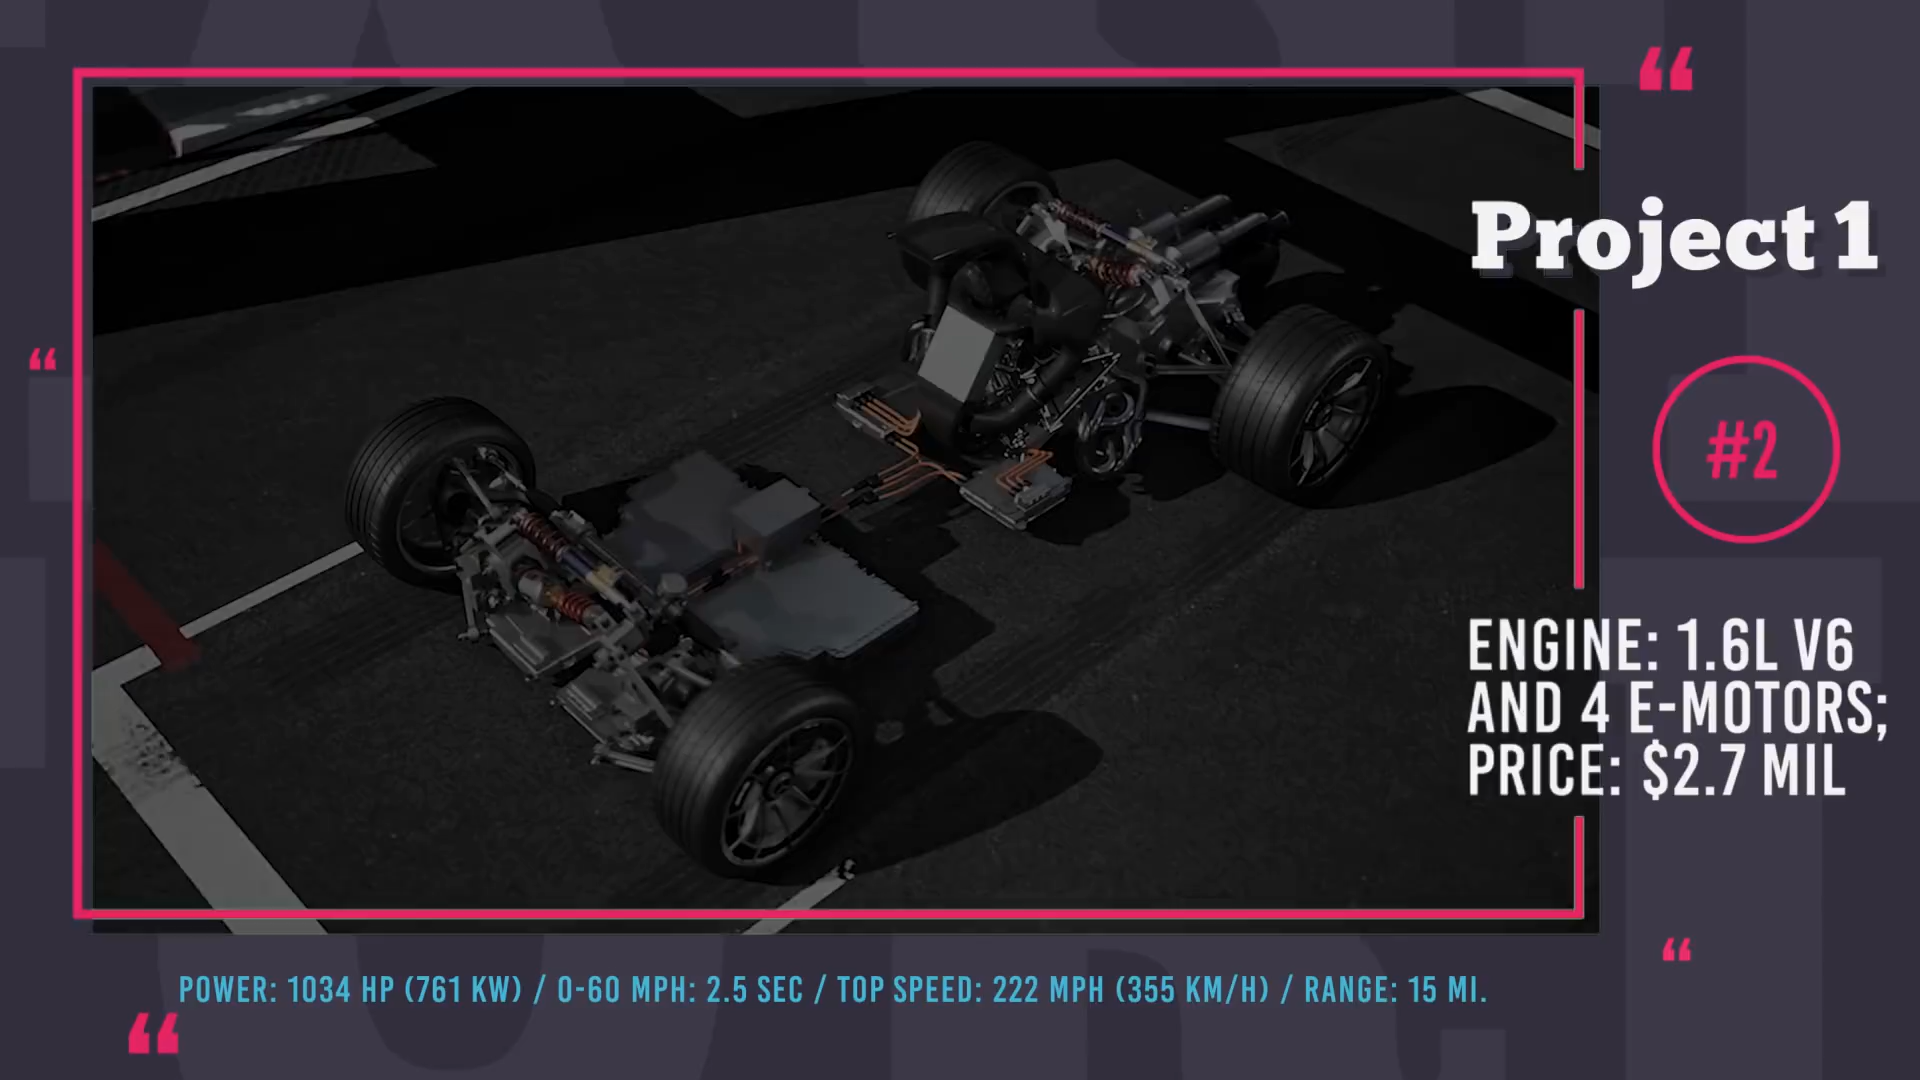 Project 1
#2
ENGINE: 1.6L V6
AND 4 E-MOTORS;
PRICE: $2.7 MIL
POWER: 1034 HP (761 KW) / 0-60 MPH: 2.5 SEC / TOP SPEED: 222 MPH (355 KM/H) / RANGE: 15 MI.